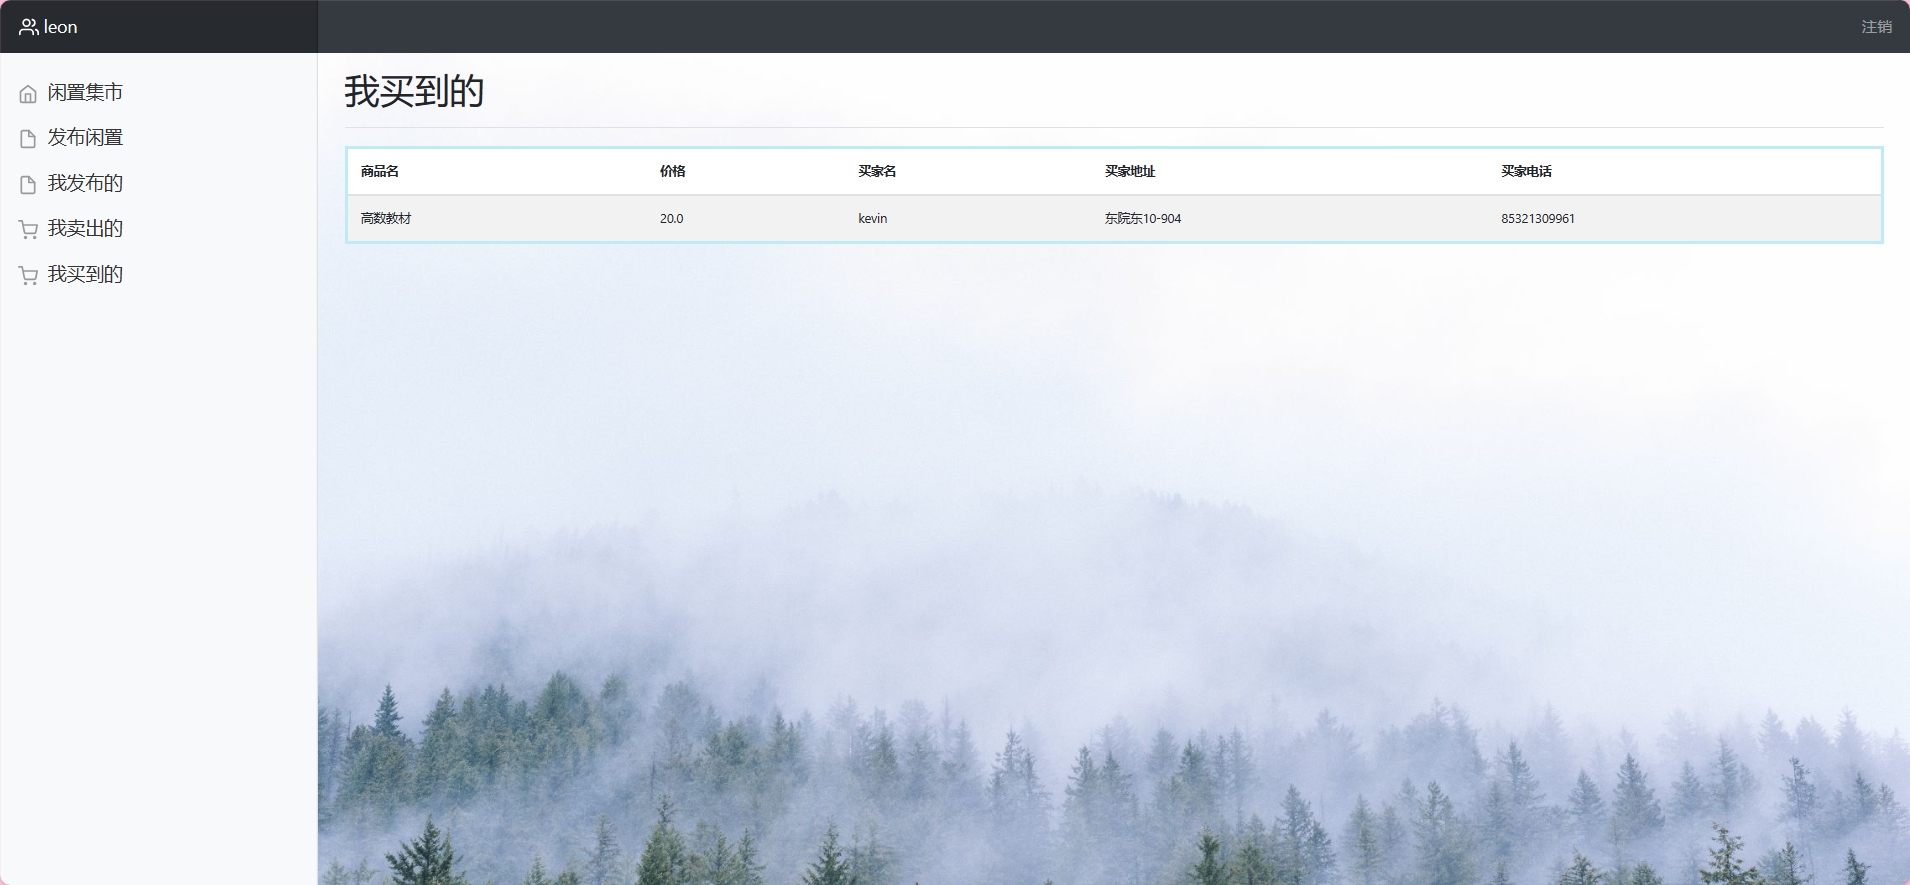 leon
注销
闲置集市
发布闲置
我发布的
我卖出的
我买到的
我买到的
商品名 价格 买家名 买家地址 买家电话
高数教材 20.0 kevin 东院东10-904 85321309961